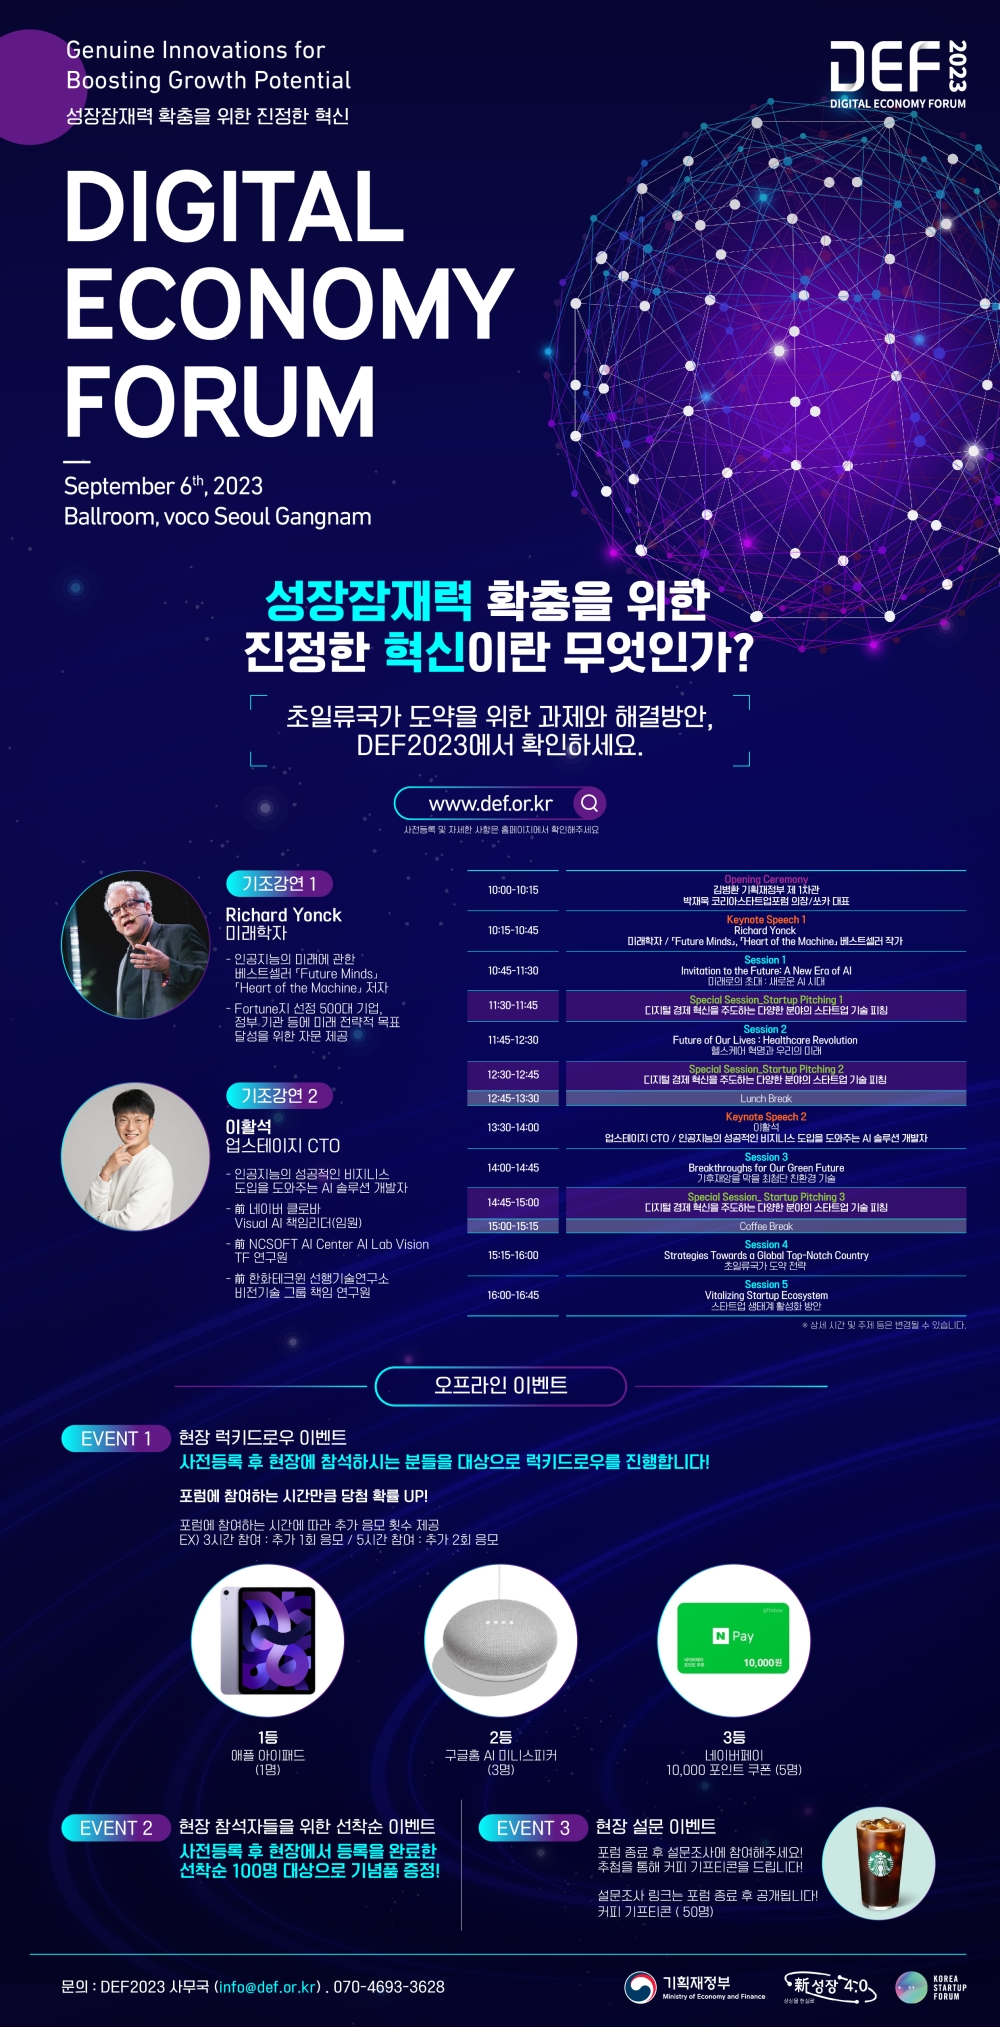 Genuine Innovations for
Boosting Growth Potential
성장잠재력 확충을 위한 진정한 혁신
DEF 2023
DIGITAL ECONOMY FORUM
DIGITAL
ECONOMY
FORUM
September 6th, 2023
Ballroom, voco Seoul Gangnam
성장잠재력 확충을 위한
진정한 혁신이란 무엇인가?
초일류국가 도약을 위한 과제와 해결방안,
DEF2023에서 확인하세요.
www.def.or.kr
사전등록 및 자세한 사항은 홈페이지에서 확인해주세요
기조강연 1
Richard Yonck
미래학자
- 인공지능의 미래에 관한
베스트셀러 「Future Minds」
「Heart of the Machine」 저자
- Fortune지 선정 500대 기업,
정부 기관 등에 미래 전략적 목표
달성을 위한 자문 제공
기조강연 2
이활석
업스테이지 CTO
- 인공지능의 성공적인 비지니스
도입을 도와주는 AI 솔루션 개발자
- 前 네이버 클로바
Visual AI 책임리더(임원)
- 前 NCSOFT AI Center AI Lab Vision
TF 연구원
- 前 한화테크윈 선행기술연구소
비전기술 그룹 책임 연구원
10:00-10:15
Opening Ceremony
김병환 기획재정부 제 1차관
박재욱 코리아스타트업포럼 의장/쏘카 대표
10:15-10:45
Keynote Speech 1
Richard Yonck
미래학자 / 「Future Minds」, 「Heart of the Machine」 베스트셀러 작가
10:45-11:30
Session 1
Invitation to the Future: A New Era of AI
미래로의 초대 : 새로운 AI 시대
11:30-11:45
Special Session_Startup Pitching 1
디지털 경제 혁신을 주도하는 다양한 분야의 스타트업 기술 피칭
11:45-12:30
Session 2
Future of Our Lives : Healthcare Revolution
헬스케어 혁명과 우리의 미래
12:30-12:45
Special Session_Startup Pitching 2
디지털 경제 혁신을 주도하는 다양한 분야의 스타트업 기술 피칭
12:45-13:30
Lunch Break
13:30-14:00
Keynote Speech 2
이활석
업스테이지 CTO / 인공지능의 성공적인 비지니스 도입을 도와주는 AI 솔루션 개발자
14:00-14:45
Session 3
Breakthroughs for Our Green Future
기후재앙을 막을 최첨단 친환경 기술
14:45-15:00
Special Session_ Startup Pitching 3
디지털 경제 혁신을 주도하는 다양한 분야의 스타트업 기술 피칭
15:00-15:15
Coffee Break
15:15-16:00
Session 4
Strategies Towards a Global Top-Notch Country
초일류국가 도약 전략
16:00-16:45
Session 5
Vitalizing Startup Ecosystem
스타트업 생태계 활성화 방안
※ 상세 시간 및 주제 등은 변경될 수 있습니다.
오프라인 이벤트
EVENT 1
현장 럭키드로우 이벤트
사전등록 후 현장에 참석하시는 분들을 대상으로 럭키드로우를 진행합니다!
포럼에 참여하는 시간만큼 당첨 확률 UP!
포럼에 참여하는 시간에 따라 추가 응모 횟수 제공
EX) 3시간 참여 : 추가 1회 응모 / 5시간 참여 : 추가 2회 응모
N Pay
네이버페이
포인트 쿠폰
10,000원
1등
애플 아이패드
(1명)
2등
구글홈 AI 미니스피커
(3명)
3등
네이버페이
10,000 포인트 쿠폰 (5명)
EVENT 2
현장 참석자들을 위한 선착순 이벤트
사전등록 후 현장에서 등록을 완료한
선착순 100명 대상으로 기념품 증정!
EVENT 3
현장 설문 이벤트
포럼 종료 후 설문조사에 참여해주세요!
추첨을 통해 커피 기프티콘을 드립니다!
설문조사 링크는 포럼 종료 후 공개됩니다!
커피 기프티콘 ( 50명)
문의 : DEF2023 사무국 (info@def.or.kr) . 070-4693-3628
기획재정부
Ministry of Economy and Finance
新성장 4.0
상상을 현실로
KOREA
STARTUP
FORUM